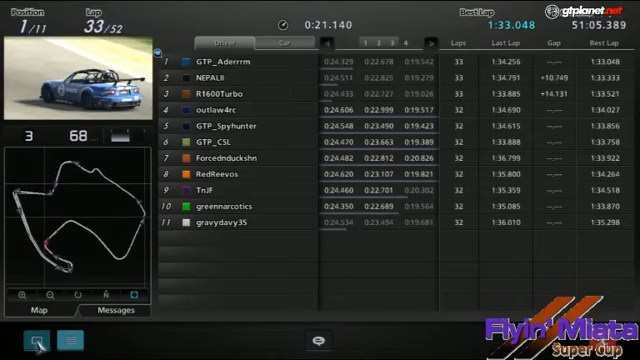 Position Lap
1/11 33/52
0:21.140
Best Lap
1:33.048
gtplanet.net
51:05.389
Driver Car 1 2 3 4 Laps Last Lap Gap Best Lap
1 GTP_Aderrrm 0:24.329 0:22.678 0:19.542 33 1:34.256 --.--- 1:33.048
2 NEPALII 0:24.511 0:22.825 0:19.279 33 1:34.791 +10.749 1:33.333
3 R1600Turbo 0:24.433 0:22.827 0:19.026 33 +14.131 1:33.721
4 outlaw4rc 0:24.606 0:22.999 0:19.517 32 1:34.690 --.--- 1:34.027
5 GTP_Spyhunter 0:24.548 0:23.490 0:19.423 32 1:34.615 --.--- 1:33.856
6 GTP_CSL 0:24.470 0:23.663 0:19.389 32 1:33.888 --.--- 1:33.758
7 Forcednduckshn 0:24.482 0:22.812 0:20.826 32 1:36.799 --.--- 1:33.922
8 RedReevos 0:24.620 0:23.107 0:19.821 32 1:35.800 --.--- 1:34.264
9 TnJF 0:24.460 0:22.701 0:20.302 32 1:35.359 --.--- 1:34.518
10 greennarcotics 0:24.350 0:22.689 0:19.564 32 1:35.085 --.--- 1:33.870
11 gravydavy35 0:24.534 0:23.494 0:19.681 32 1:36.010 --.--- 1:35.298
3 68
N
Map Messages
Flyin' Miata
Super Cup